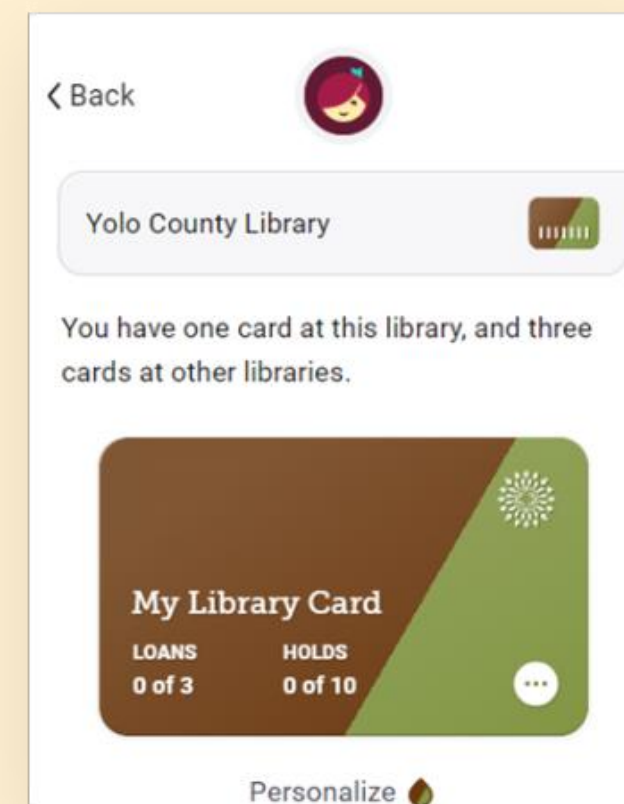 Back
Yolo County Library
You have one card at this library, and three
cards at other libraries.
My Library Card
LOANS HOLDS
0 of 3 0 of 10
Personalize